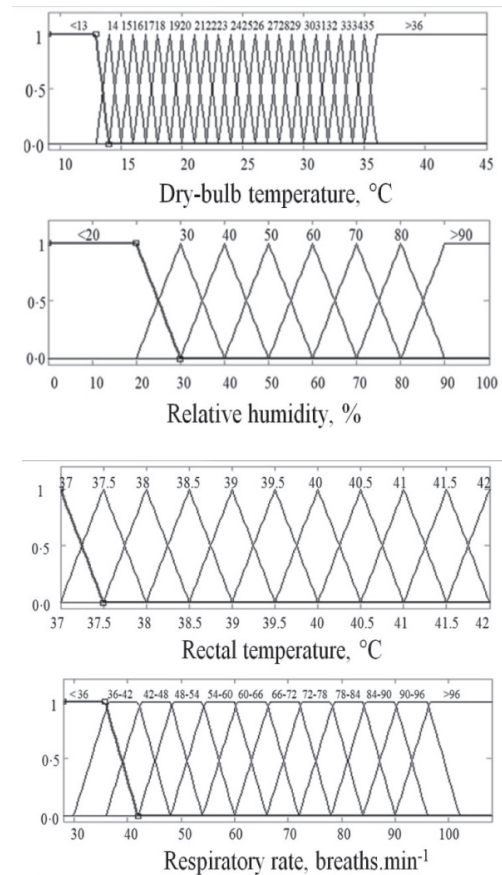 <13 14 151617 18 1920 212223 242526 272829 303132 333435 >36
1
0·5
0·0
10 15 20 25 30 35 40 45
Dry-bulb temperature, °C
<20 30 40 50 60 70 80 >90
1
0·5
0·0
0 10 20 30 40 50 60 70 80 90 100
Relative humidity, %
37 37.5 38 38.5 39 39.5 40 40.5 41 41.5 42
1
0·5
0·0
37 37.5 38 38.5 39 39.5 40 40.5 41 41.5 42
Rectal temperature, °C
<36 36-42 42-48 48-54 54-60 60-66 66-72 72-78 78-84 84-90 90-96 >96
1
0·5
0·0
30 40 50 60 70 80 90 100
Respiratory rate, breaths.min⁻¹